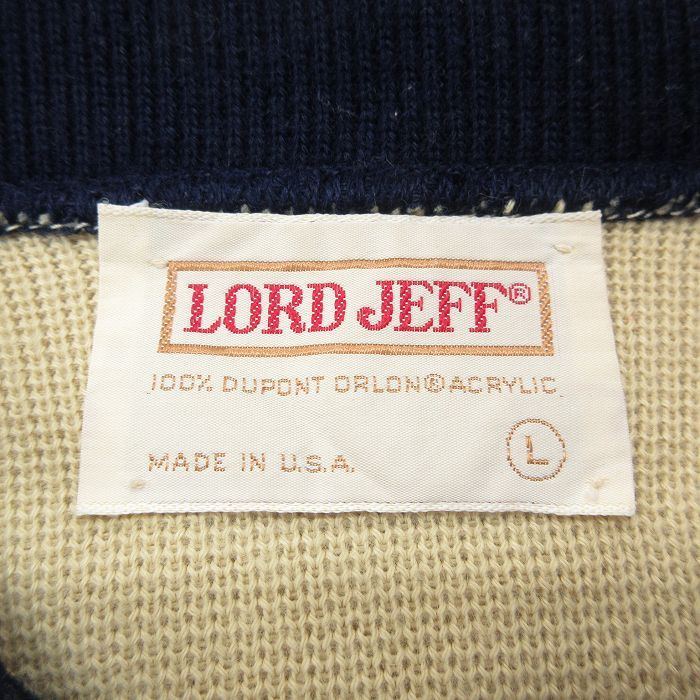 LORD JEFF®
100% DUPONT ORLON® ACRYLIC
MADE IN U.S.A. L